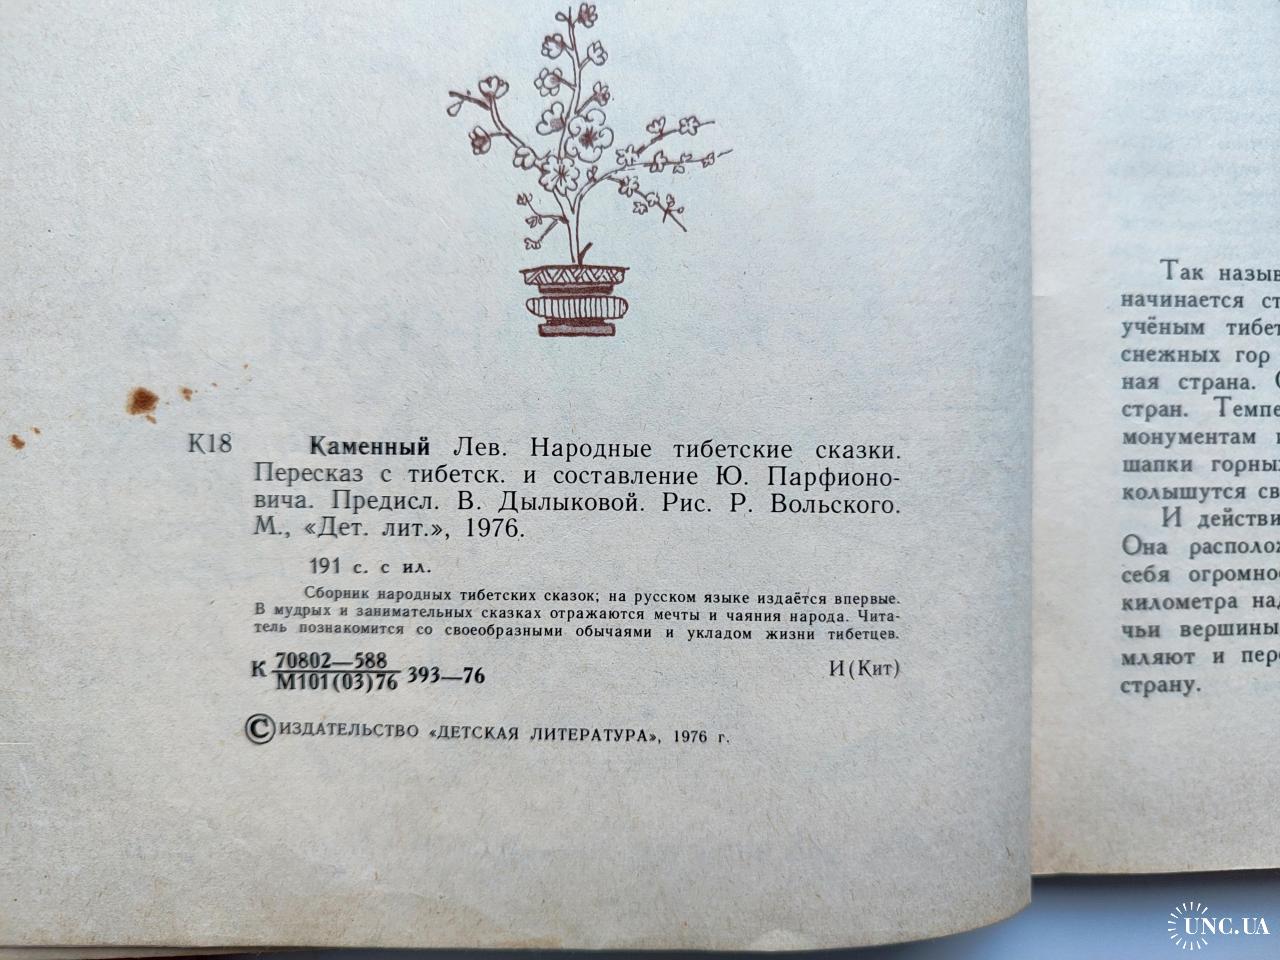 К18
Каменный Лев. Народные тибетские сказки.
Пересказ с тибетск. и составление Ю. Парфионо-
вича. Предисл. В. Дылыковой. Рис. Р. Вольского.
М., «Дет. лит.», 1976.
191 с. с ил.
Сборник народных тибетских сказок; на русском языке издаётся впервые.
В мудрых и занимательных сказках отражаются мечты и чаяния народа. Чита-
тель познакомится со своеобразными обычаями и укладом жизни тибетцев.
К 70802—588
М101(03)76 393—76
И(Кит)
© ИЗДАТЕЛЬСТВО «ДЕТСКАЯ ЛИТЕРАТУРА», 1976 г.
Так назыв
начинается ст
учёным тибет
снежных гор
ная страна.
стран. Темпе
монументам
шапки горных
колышутся св
И действи
Она располож
себя огромно
километра над
чьи вершины
мляют и пере
страну.
UNC.UA